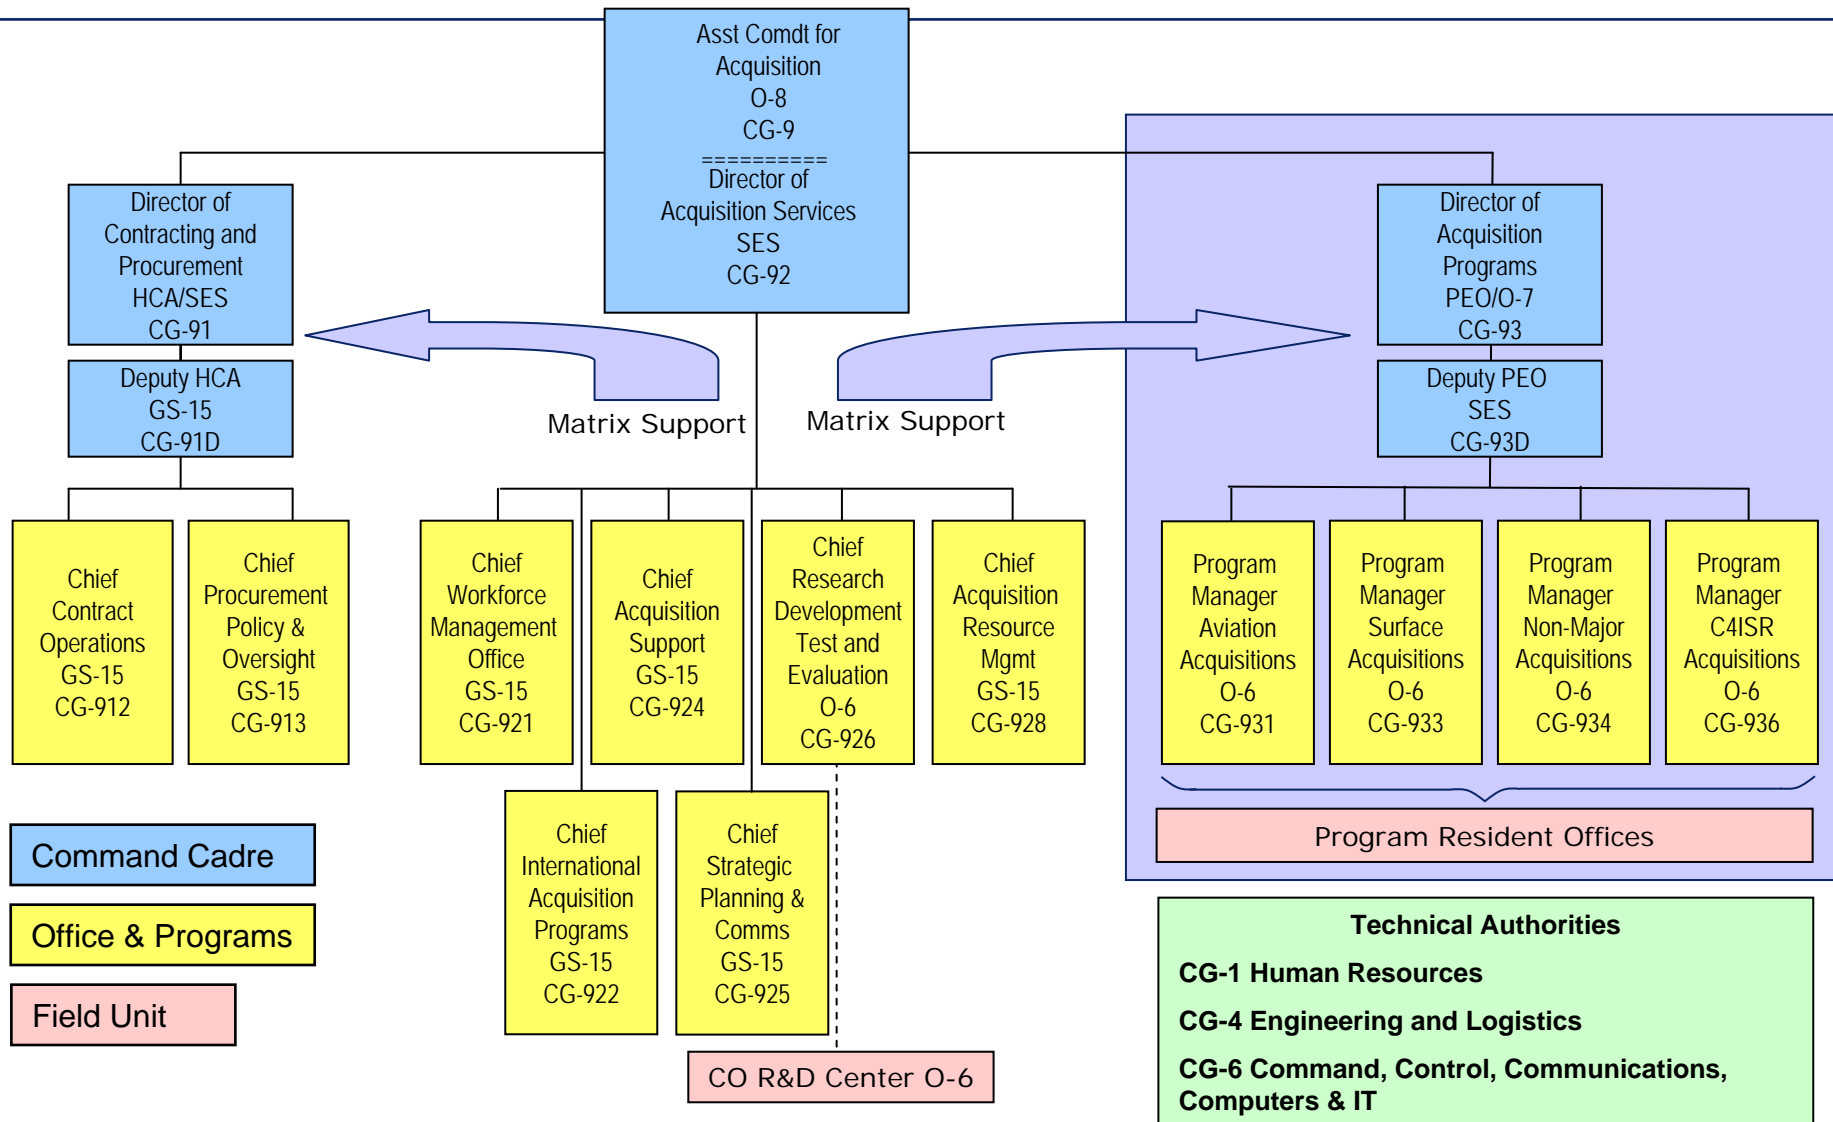 Asst Comdt for
Acquisition
O-8
CG-9
==========
Director of
Acquisition Services
SES
CG-92
Director of
Contracting and
Procurement
HCA/SES
CG-91
Deputy HCA
GS-15
CG-91D
Director of
Acquisition
Programs
PEO/O-7
CG-93
Deputy PEO
SES
CG-93D
Matrix Support
Matrix Support
Chief
Contract
Operations
GS-15
CG-912
Chief
Procurement
Policy &
Oversight
GS-15
CG-913
Chief
Workforce
Management
Office
GS-15
CG-921
Chief
Acquisition
Support
GS-15
CG-924
Chief
Research
Development
Test and
Evaluation
O-6
CG-926
Chief
Acquisition
Resource
Mgmt
GS-15
CG-928
Program
Manager
Aviation
Acquisitions
O-6
CG-931
Program
Manager
Surface
Acquisitions
O-6
CG-933
Program
Manager
Non-Major
Acquisitions
O-6
CG-934
Program
Manager
C4ISR
Acquisitions
O-6
CG-936
Chief
International
Acquisition
Programs
GS-15
CG-922
Chief
Strategic
Planning &
Comms
GS-15
CG-925
Program Resident Offices
CO R&D Center O-6
Command Cadre
Office & Programs
Field Unit
Technical Authorities
CG-1 Human Resources
CG-4 Engineering and Logistics
CG-6 Command, Control, Communications,
Computers & IT